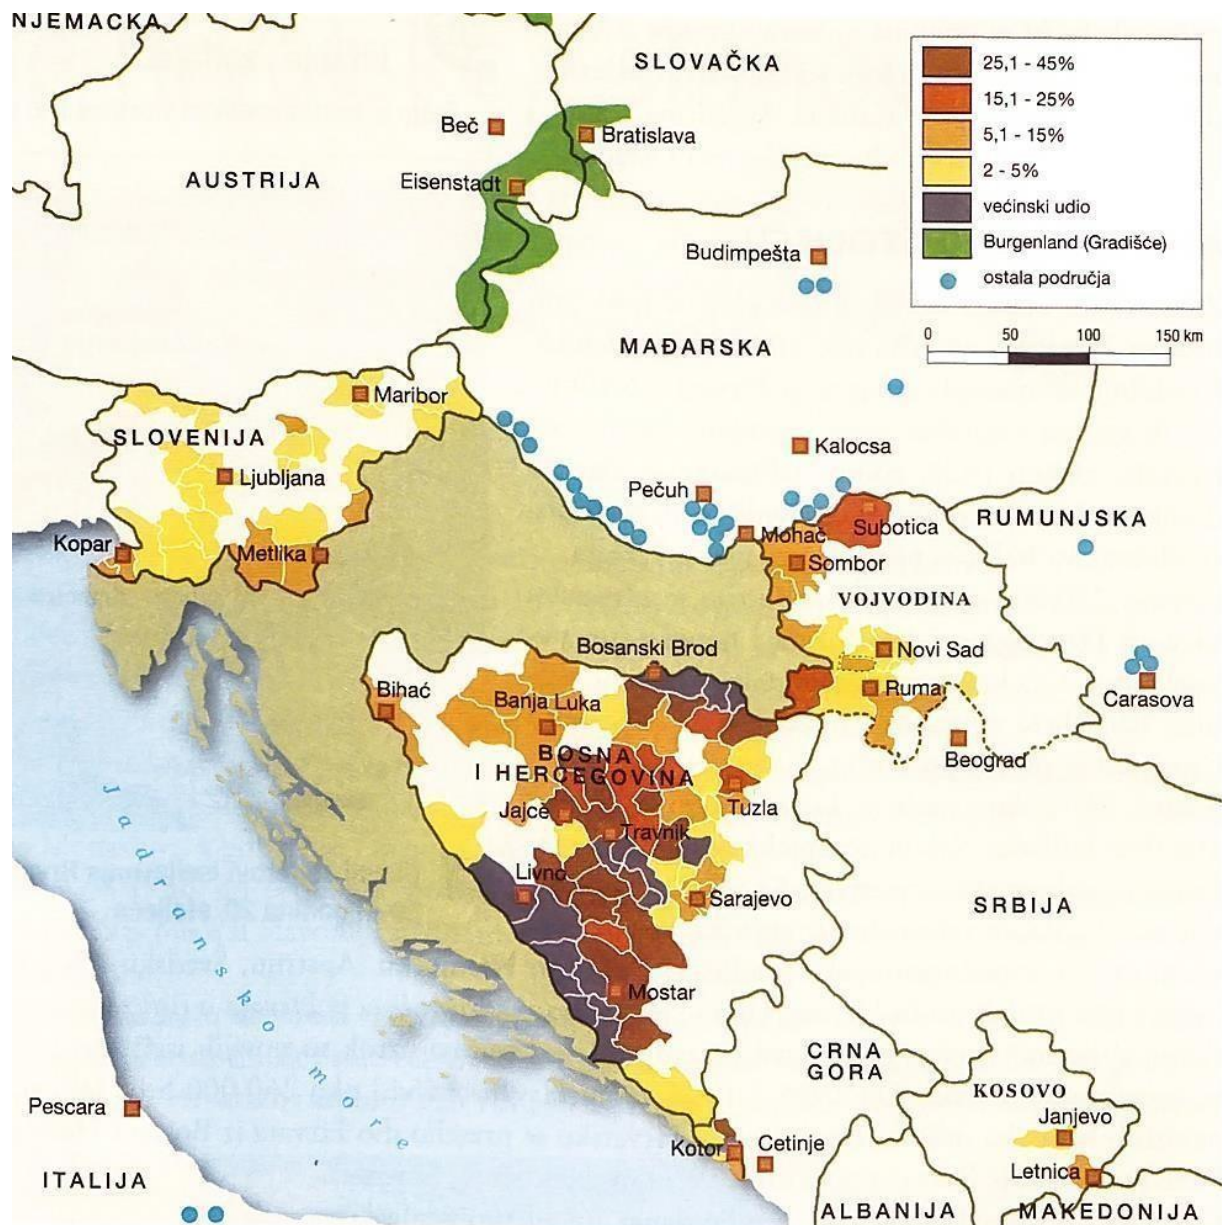 NJEMAČKA
SLOVAČKA
25,1 - 45%
15,1 - 25%
5,1 - 15%
2 - 5%
većinski udio
Burgenland (Gradišće)
ostala područja
0 50 100 150 km
Beč
Bratislava
AUSTRIJA
Eisenstadt
Budimpešta
MAĐARSKA
Maribor
SLOVENIJA
Ljubljana
Kalocsa
Pečuh
Subotica
RUMUNJSKA
Kopar
Metlika
Mohač
Sombor
VOJVODINA
Bosanski Brod
Novi Sad
Bihać
Banja Luka
Ruma
Carasova
BOSNA
I HERCEGOVINA
Beograd
Jajce
Tuzla
Travnik
Jadransko more
Livno
Sarajevo
SRBIJA
Mostar
CRNA
GORA
KOSOVO
Pescara
Janjevo
Kotor
Cetinje
Letnica
ITALIJA
ALBANIJA
MAKEDONIJA